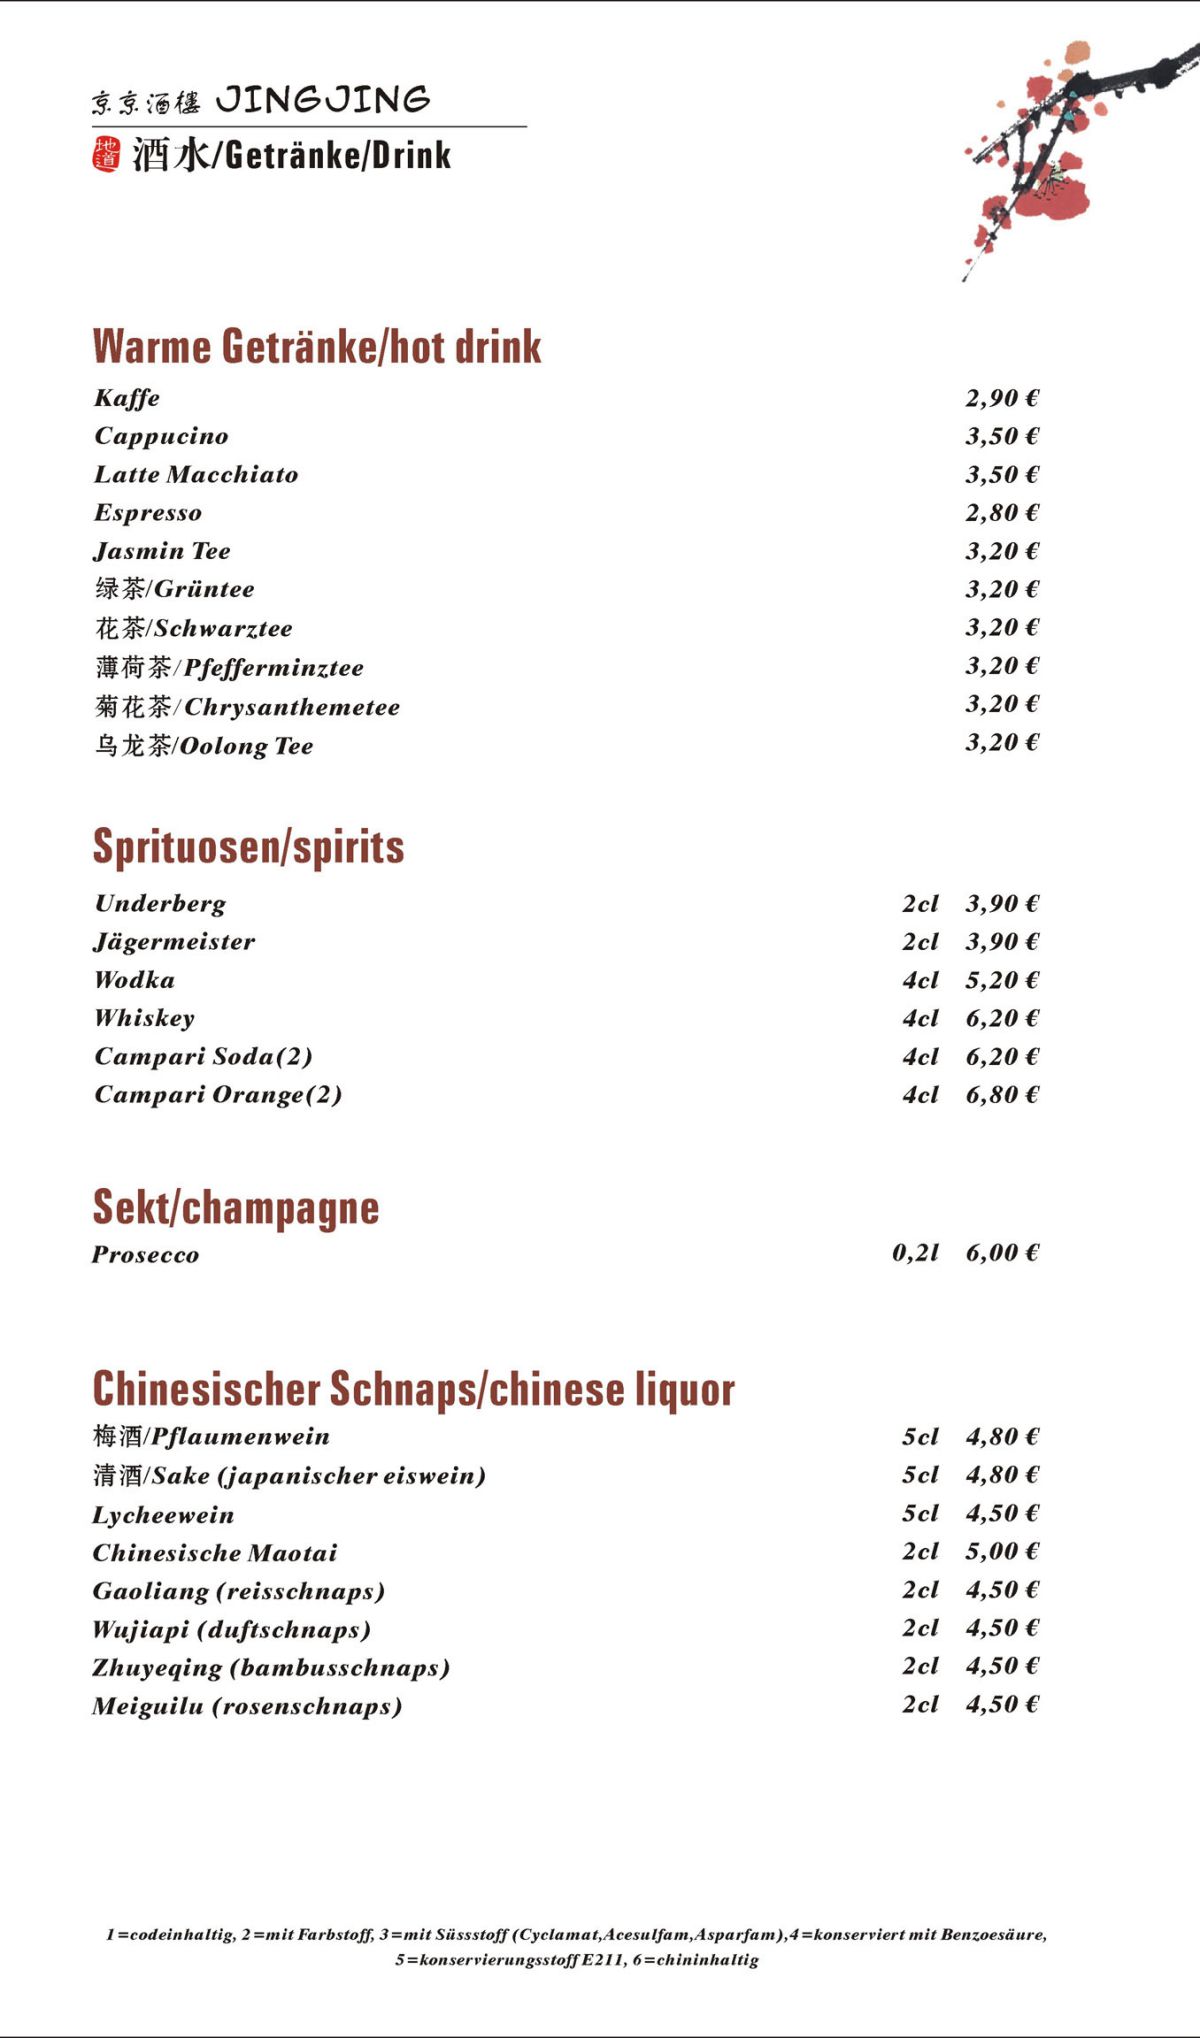 京京酒樓 JINGJING
地道 酒水/Getränke/Drink
Warme Getränke/hot drink
Kaffe 2,90 €
Cappucino 3,50 €
Latte Macchiato 3,50 €
Espresso 2,80 €
Jasmin Tee 3,20 €
绿茶/Grüntee 3,20 €
花茶/Schwarztee 3,20 €
薄荷茶/Pfefferminztee 3,20 €
菊花茶/Chrysanthemetee 3,20 €
乌龙茶/Oolong Tee 3,20 €
Sprituosen/spirits
Underberg 2cl 3,90 €
Jägermeister 2cl 3,90 €
Wodka 4cl 5,20 €
Whiskey 4cl 6,20 €
Campari Soda(2) 4cl 6,20 €
Campari Orange(2) 4cl 6,80 €
Sekt/champagne
Prosecco 0,2l 6,00 €
Chinesischer Schnaps/chinese liquor
梅酒/Pflaumenwein 5cl 4,80 €
清酒/Sake (japanischer eiswein) 5cl 4,80 €
Lycheewein 5cl 4,50 €
Chinesische Maotai 2cl 5,00 €
Gaoliang (reisschnaps) 2cl 4,50 €
Wujiapi (duftschnaps) 2cl 4,50 €
Zhuyeqing (bambusschnaps) 2cl 4,50 €
Meiguilu (rosenschnaps) 2cl 4,50 €
1=codeinhaltig, 2=mit Farbstoff, 3=mit Süssstoff (Cyclamat,Acesulfam,Asparfam),4=konserviert mit Benzoesäure,
5=konservierungsstoff E211, 6=chininhaltig